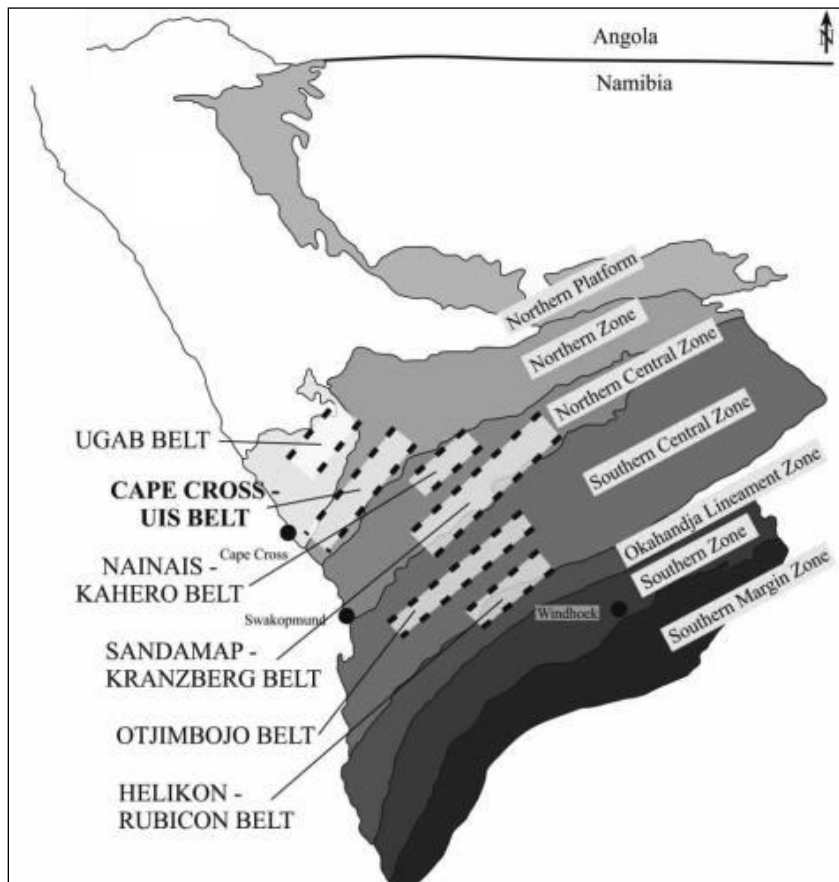 Angola
N
Namibia
Northern Platform
Northern Zone
Northern Central Zone
Southern Central Zone
Okahandja Lineament Zone
Southern Zone
Southern Margin Zone
UGAB BELT
CAPE CROSS -
UIS BELT
Cape Cross
NAINAIS -
KAHERO BELT
Swakopmund
Windhoek
SANDAMAP -
KRANZBERG BELT
OTJIMBOJO BELT
HELIKON -
RUBICON BELT